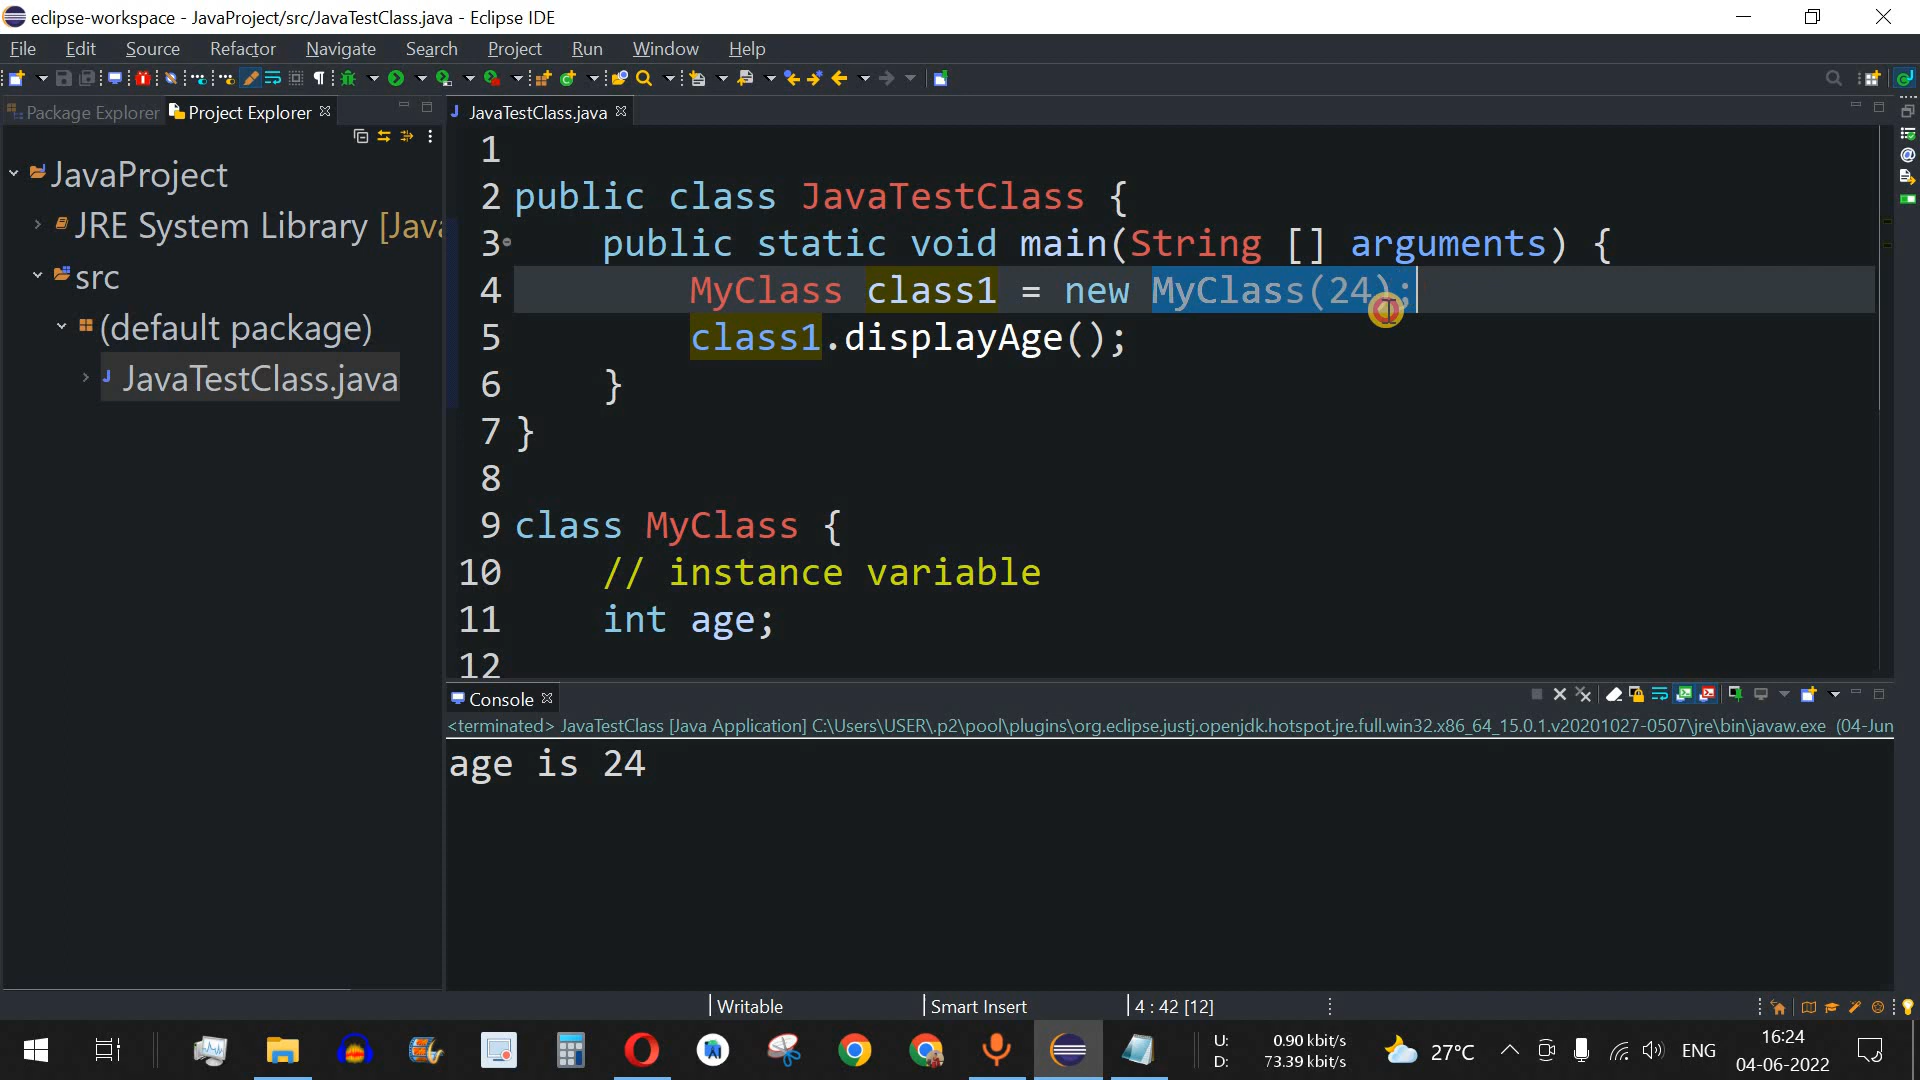 eclipse-workspace - JavaProject/src/JavaTestClass.java - Eclipse IDE
File Edit Source Refactor Navigate Search Project Run Window Help
Package Explorer Project Explorer
JavaTestClass.java
JavaProject
JRE System Library [Java
src
(default package)
JavaTestClass.java
1
2 public class JavaTestClass {
3 public static void main(String [] arguments) {
4 MyClass class1 = new MyClass(24);
5 class1.displayAge();
6 }
7 }
8
9 class MyClass {
10 // instance variable
11 int age;
12
Console
<terminated> JavaTestClass [Java Application] C:\Users\USER\.p2\pool\plugins\org.eclipse.justj.openjdk.hotspot.jre.full.win32.x86_64_15.0.1.v20201027-0507\jre\bin\javaw.exe (04-Jun
age is 24
Writable Smart Insert 4 : 42 [12]
U: 0.90 kbit/s
D: 73.39 kbit/s
27°C
ENG
16:24
04-06-2022